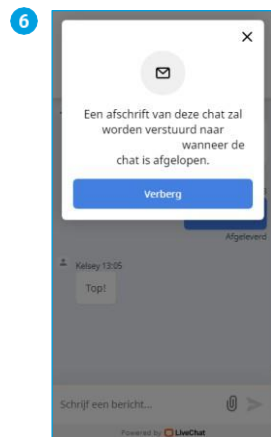 6
Een afschrift van deze chat zal
worden verstuurd naar
wanneer de
chat is afgelopen.
Verberg
Afgeleverd
Kelsey 13:05
Top!
Schrijf een bericht...
Powered by LiveChat